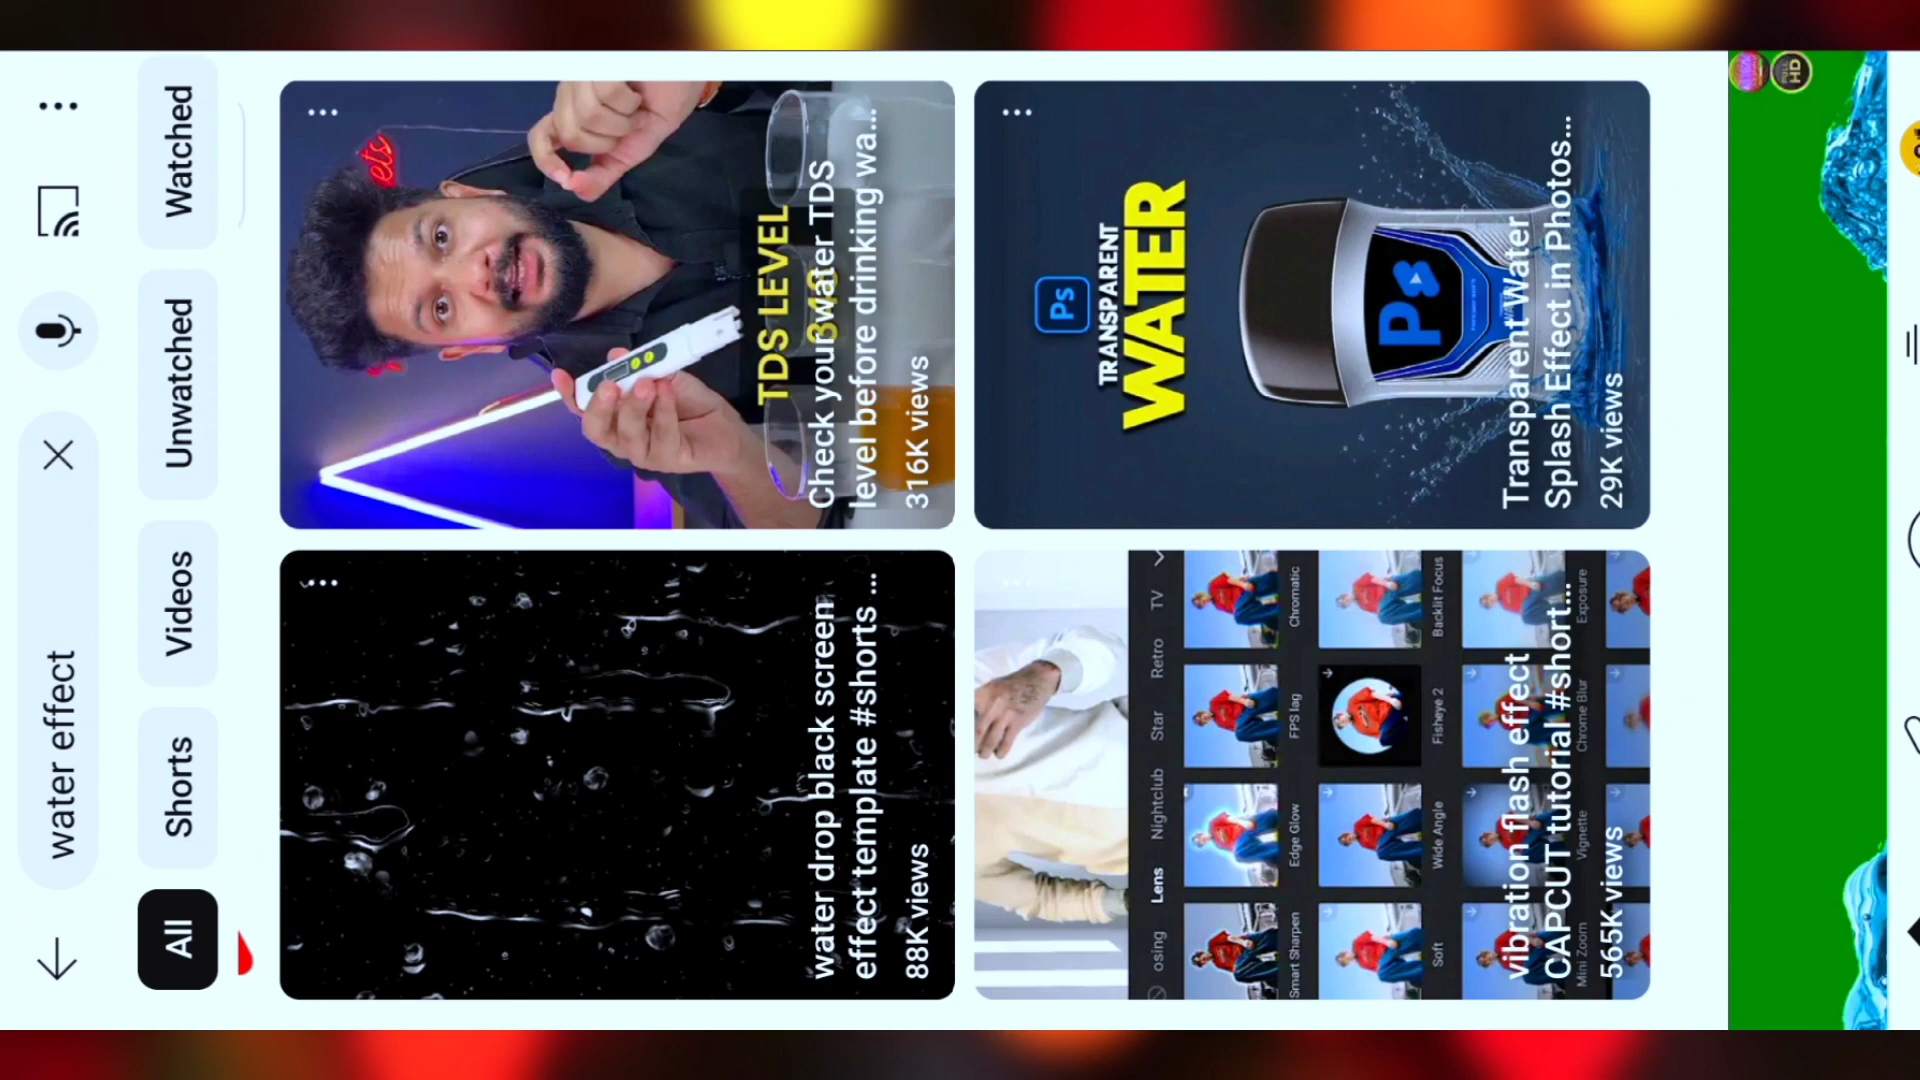 water effect
All
Shorts
Videos
Unwatched
Watched
water drop black screen
effect template #shorts ...
88K views
ets
TDS LEVEL
Check your water TDS
level before drinking wa...
316K views
osing
Lens
Nightclub
Star
Retro
TV
Smart Sharpen
Edge Glow
FPS lag
Chromatic
Soft
Wide Angle
Fisheye 2
Backlit Focus
Mini Zoom
Vignette
Chrome Blur
Exposure
vibration flash effect
CAPCUT tutorial #short...
565K views
Ps
TRANSPARENT
WATER
Transparent Water
Splash Effect in Photos...
29K views
FULL
HD